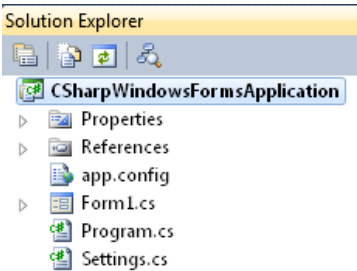 Solution Explorer
CSharpWindowsFormsApplication
Properties
References
app.config
Form1.cs
Program.cs
Settings.cs